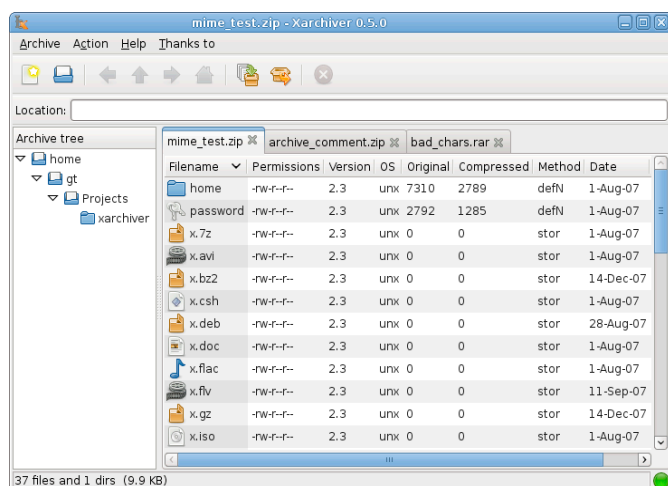 mime_test.zip - Xarchiver 0.5.0
Archive Action Help Thanks to
Location:
Archive tree
home
gt
Projects
xarchiver
mime_test.zip archive_comment.zip bad_chars.rar
Filename Permissions Version OS Original Compressed Method Date
home -rw-r--r-- 2.3 unx 7310 2789 defN 1-Aug-07
password -rw-r--r-- 2.3 unx 2792 1285 defN 1-Aug-07
x.7z -rw-r--r-- 2.3 unx 0 0 stor 1-Aug-07
x.avi -rw-r--r-- 2.3 unx 0 0 stor 1-Aug-07
x.bz2 -rw-r--r-- 2.3 unx 0 0 stor 14-Dec-07
x.csh -rw-r--r-- 2.3 unx 0 0 stor 1-Aug-07
x.deb -rw-r--r-- 2.3 unx 0 0 stor 28-Aug-07
x.doc -rw-r--r-- 2.3 unx 0 0 stor 1-Aug-07
x.flac -rw-r--r-- 2.3 unx 0 0 stor 1-Aug-07
x.flv -rw-r--r-- 2.3 unx 0 0 stor 11-Sep-07
x.gz -rw-r--r-- 2.3 unx 0 0 stor 14-Dec-07
x.iso -rw-r--r-- 2.3 unx 0 0 stor 1-Aug-07
37 files and 1 dirs (9.9 KB)